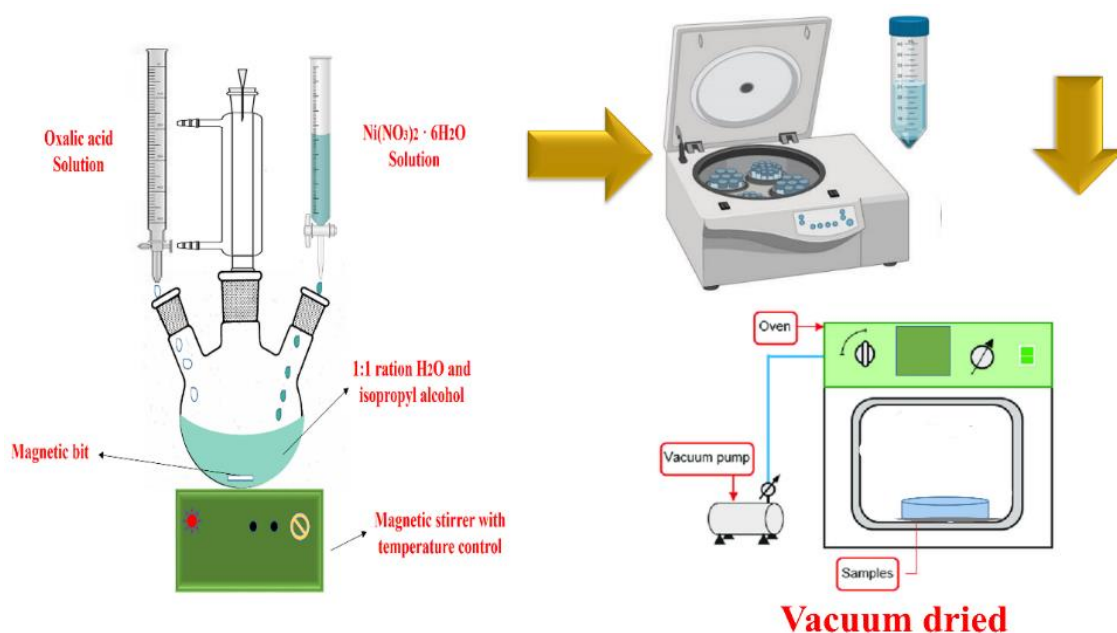 Oxalic acid
Solution
Ni(NO₃)2 · 6H2O
Solution
1:1 ration H2O and
isopropyl alcohol
Magnetic bit
Magnetic stirrer with
temperature control
Oven
Vacuum pump
Samples
Vacuum dried